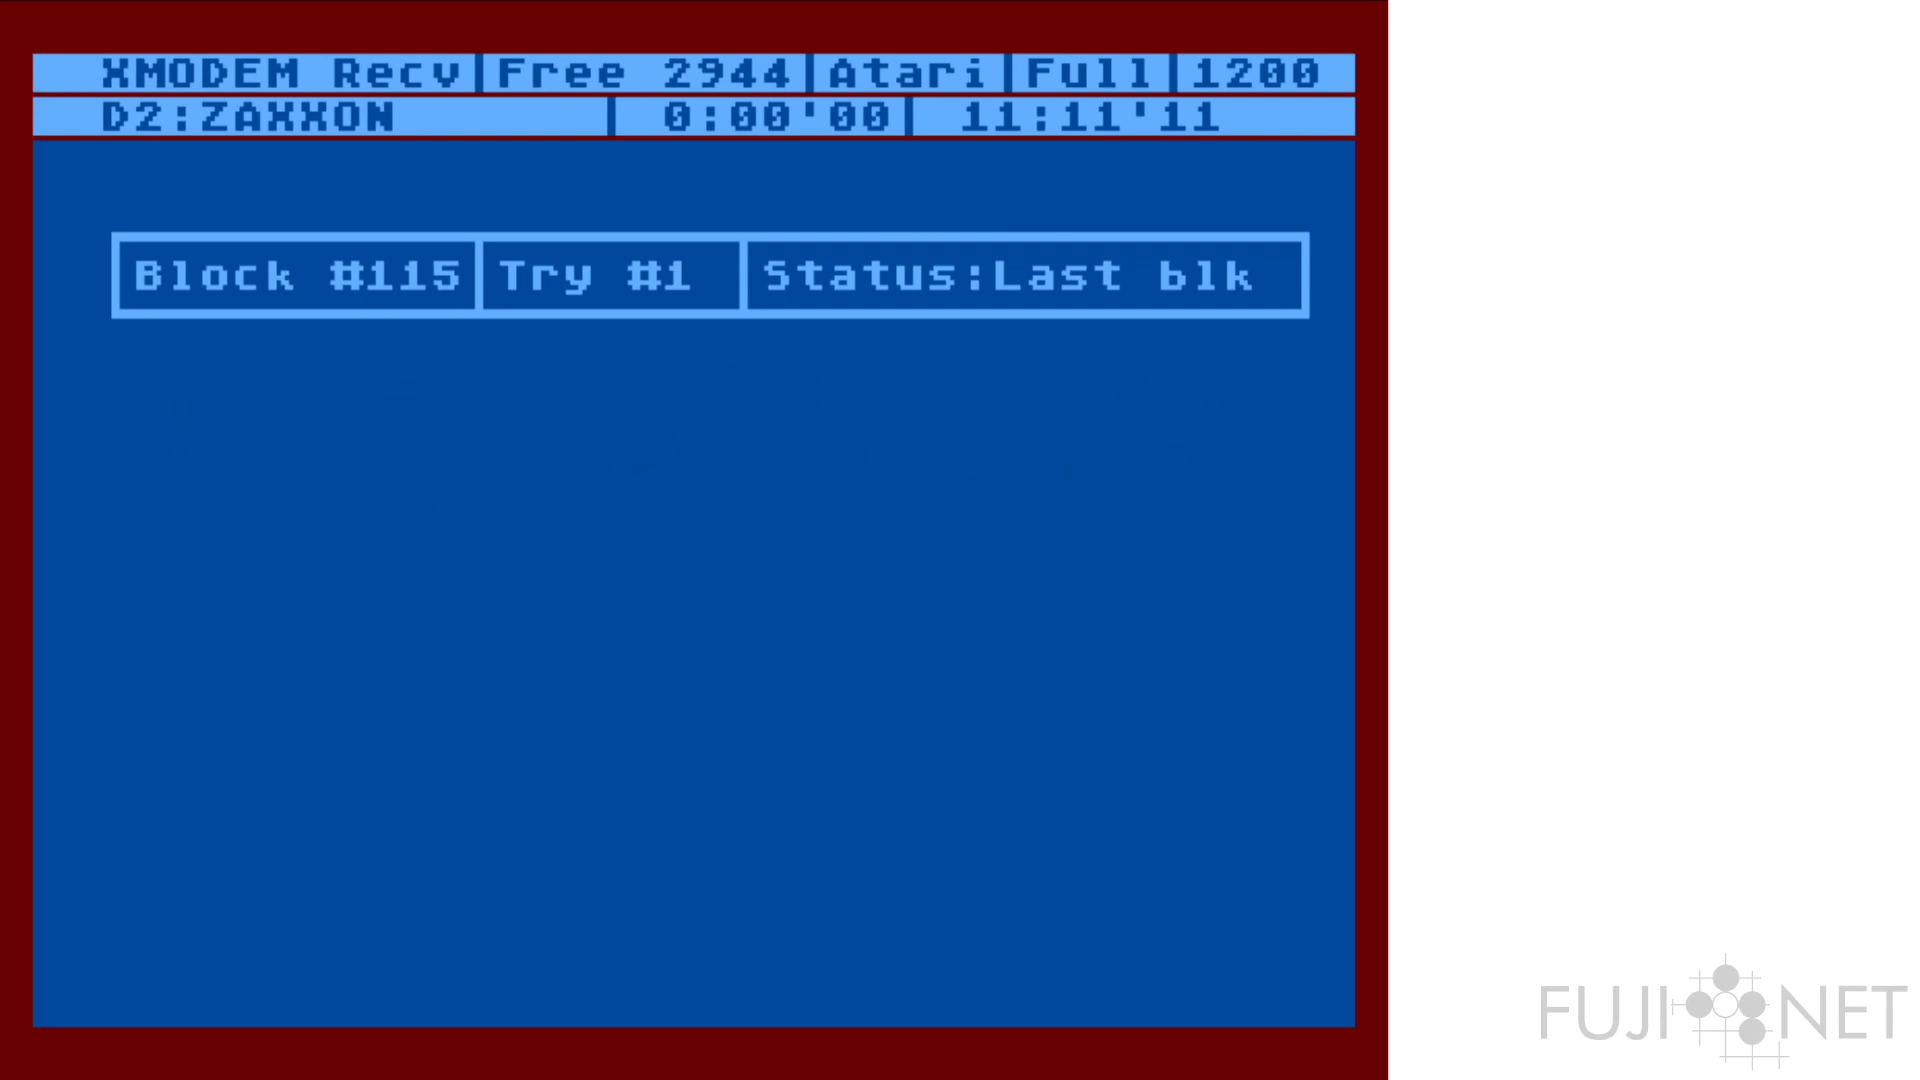 XMODEM Recv|Free 2944|Atari|Full|1200
D2:ZAXXON | 0:00'00| 11:11'11
Block #115 Try #1 Status:Last blk
FUJINET